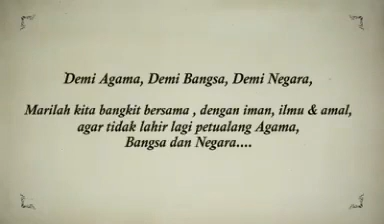 Demi Agama, Demi Bangsa, Demi Negara,
Marilah kita bangkit bersama , dengan iman, ilmu & amal,
agar tidak lahir lagi petualang Agama,
Bangsa dan Negara....